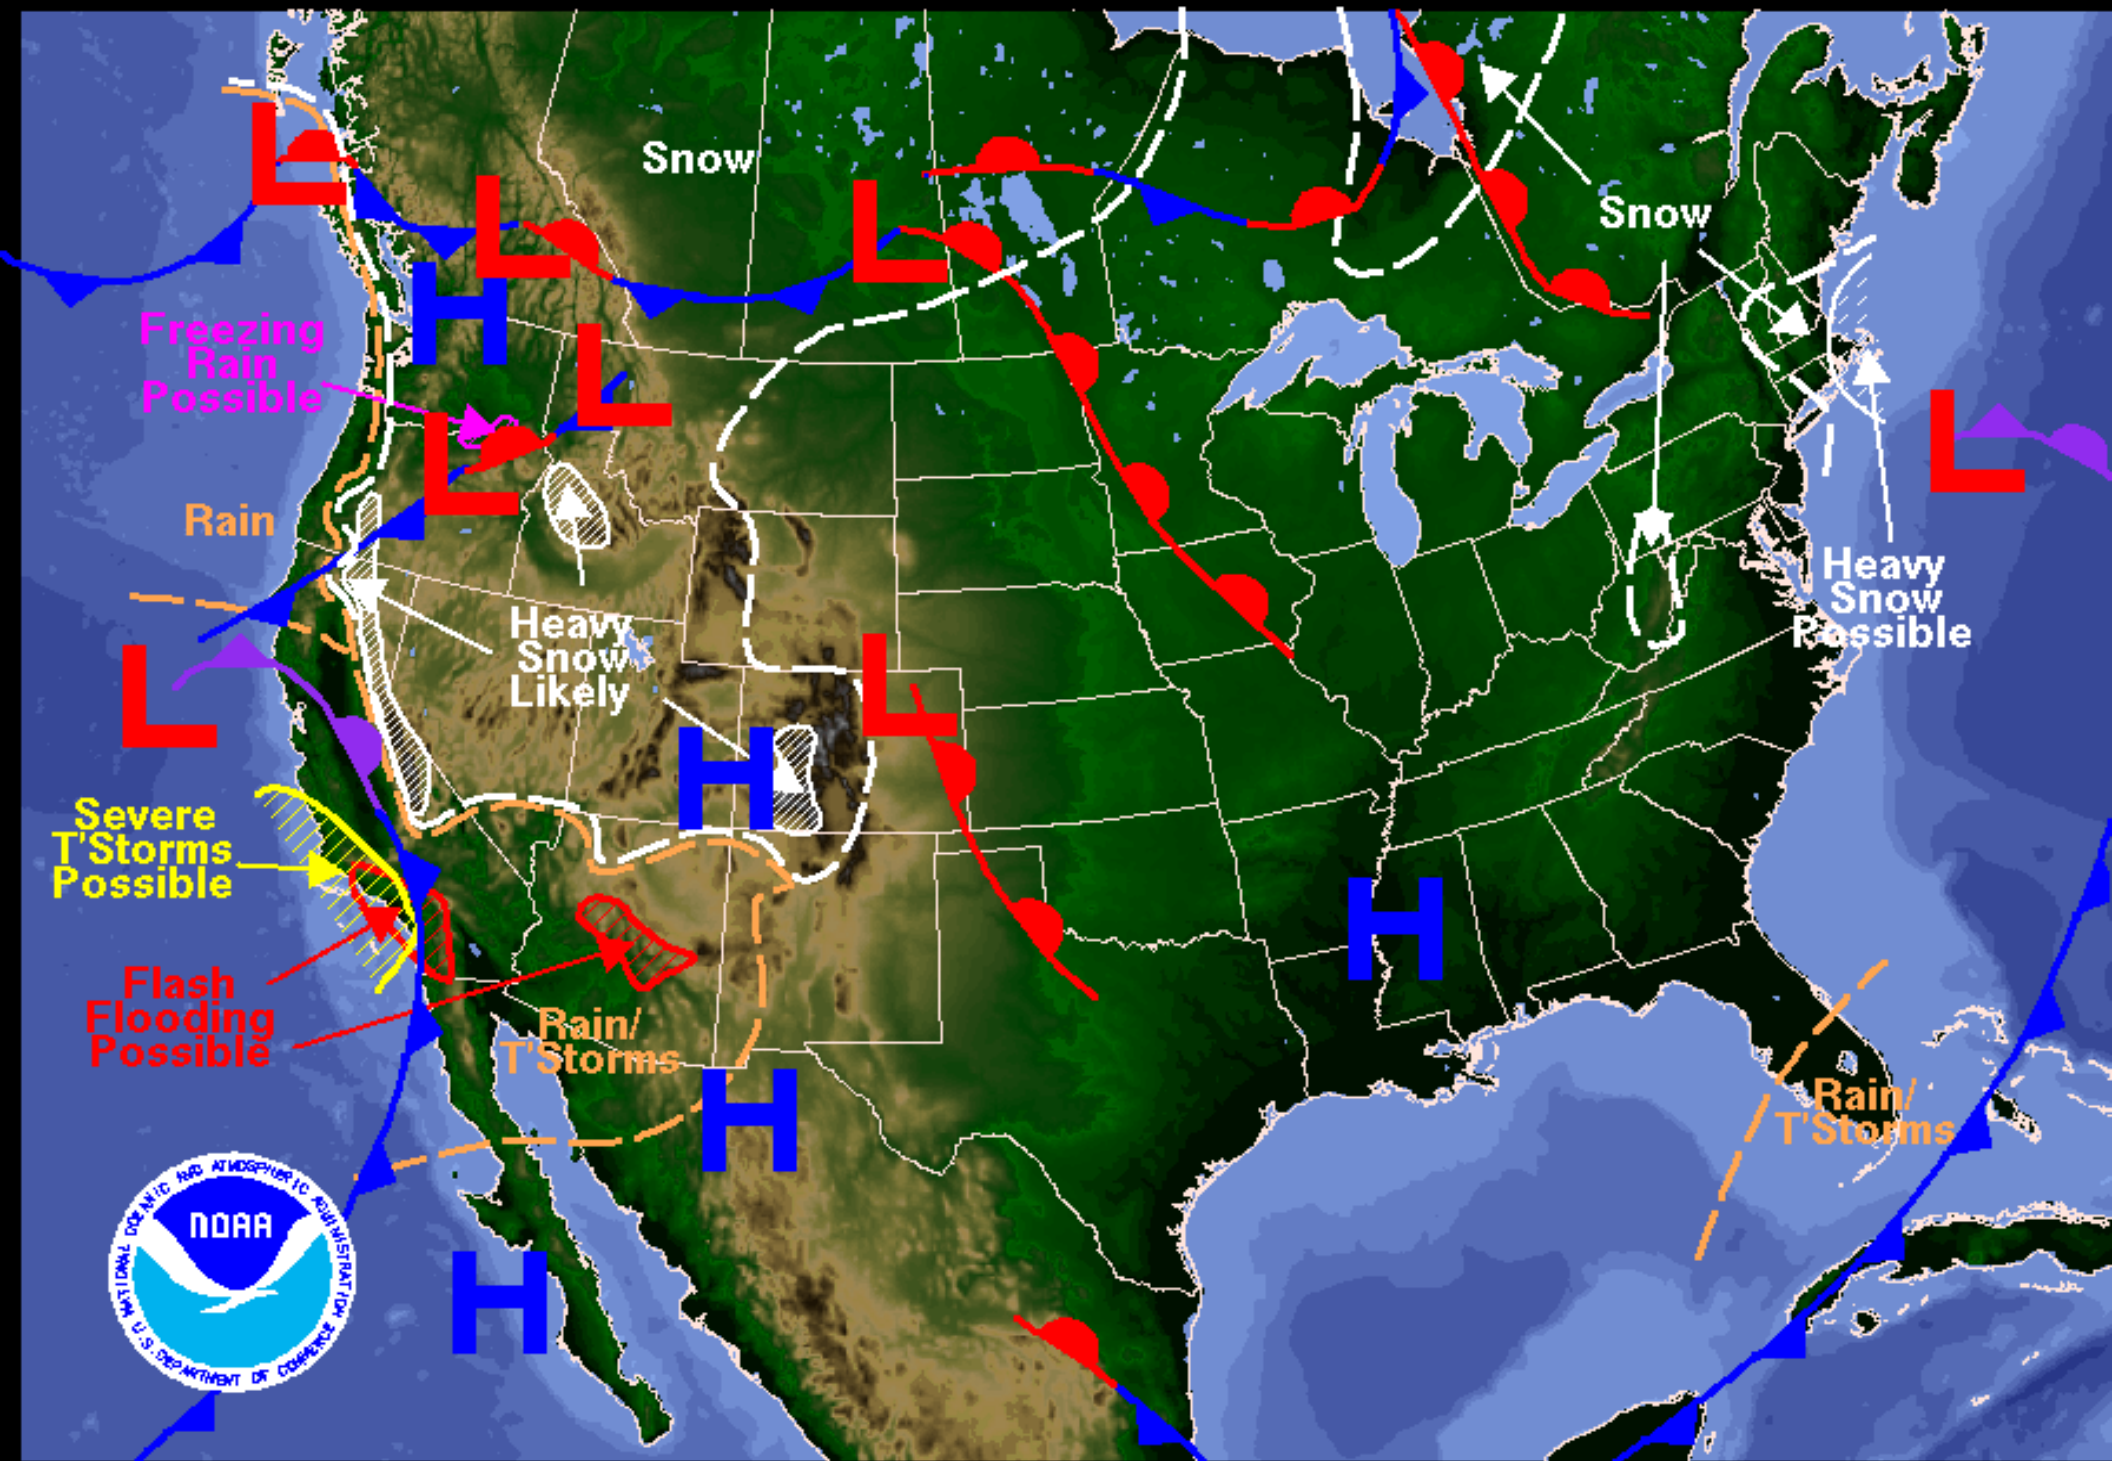 Snow
Snow
Freezing
Rain
Possible
Rain
Heavy
Snow
Likely
Heavy
Snow
Possible
Severe
T'Storms
Possible
Flash
Flooding
Possible
Rain/
T'Storms
Rain/
T'Storms
L
L
L
L
L
L
L
L
H
H
H
H
H
NATIONAL OCEANIC AND ATMOSPHERIC ADMINISTRATION
NOAA
U.S. DEPARTMENT OF COMMERCE